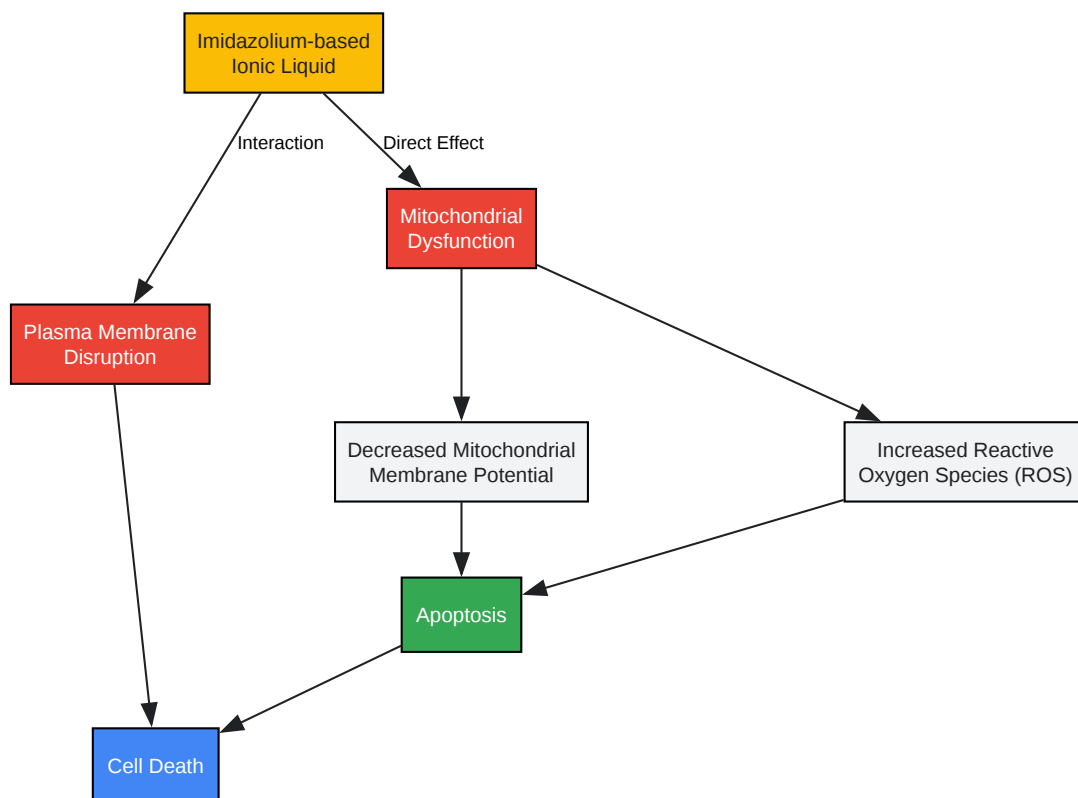 Imidazolium-based
Ionic Liquid
Interaction
Direct Effect
Mitochondrial
Dysfunction
Plasma Membrane
Disruption
Decreased Mitochondrial
Membrane Potential
Increased Reactive
Oxygen Species (ROS)
Apoptosis
Cell Death